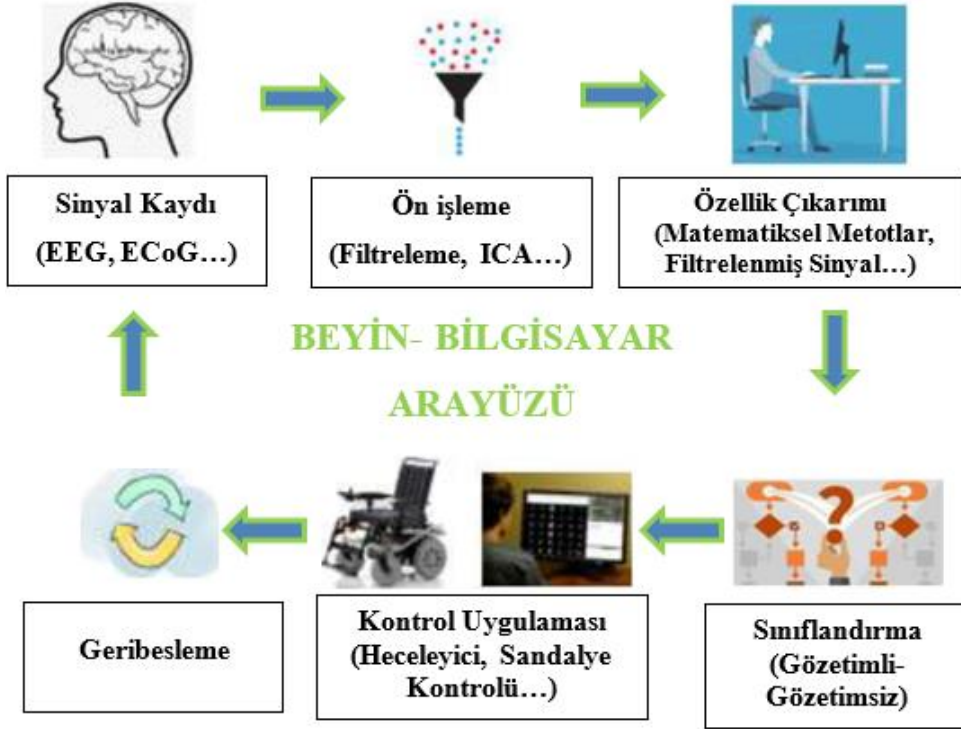 Sinyal Kaydı
(EEG, ECoG…)
Ön işleme
(Filtreleme, ICA…)
Özellik Çıkarımı
(Matematiksel Metotlar,
Filtrelenmiş Sinyal…)
BEYİN- BİLGİSAYAR
ARAYÜZÜ
Geribesleme
Kontrol Uygulaması
(Heceleyici, Sandalye
Kontrolü…)
Sınıflandırma
(Gözetimli-
Gözetimsiz)